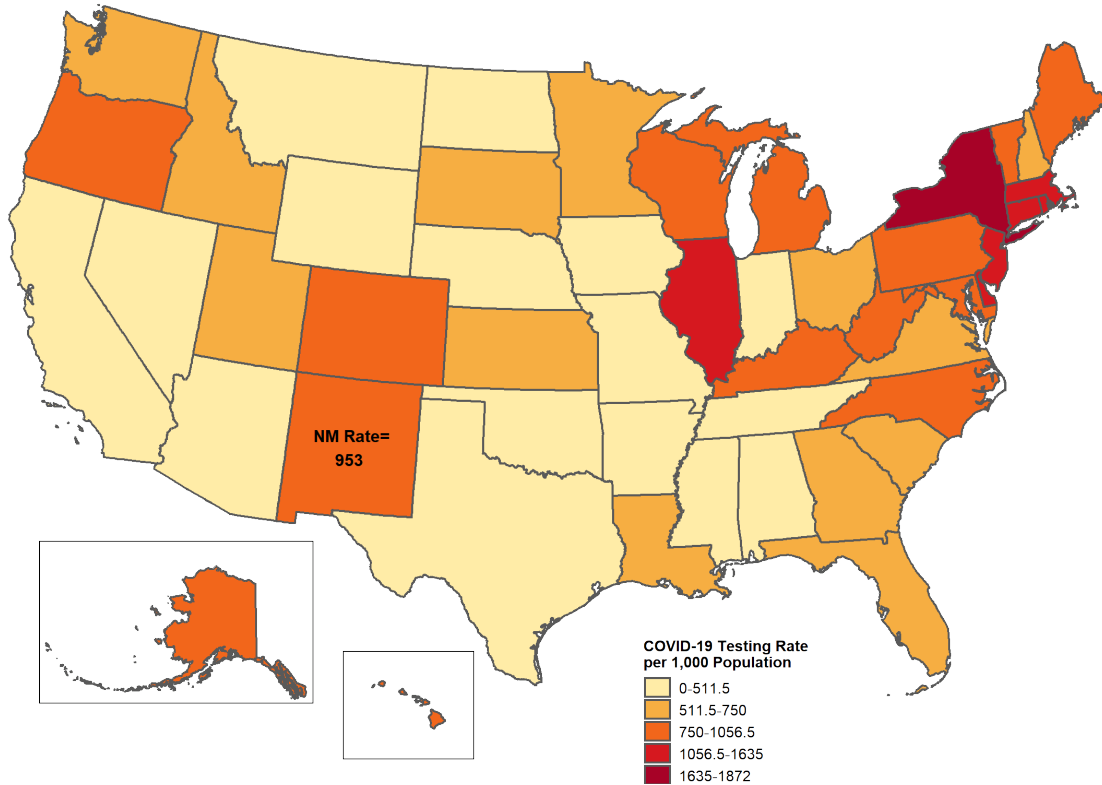 NM Rate=
953
COVID-19 Testing Rate
per 1,000 Population
0-511.5
511.5-750
750-1056.5
1056.5-1635
1635-1872